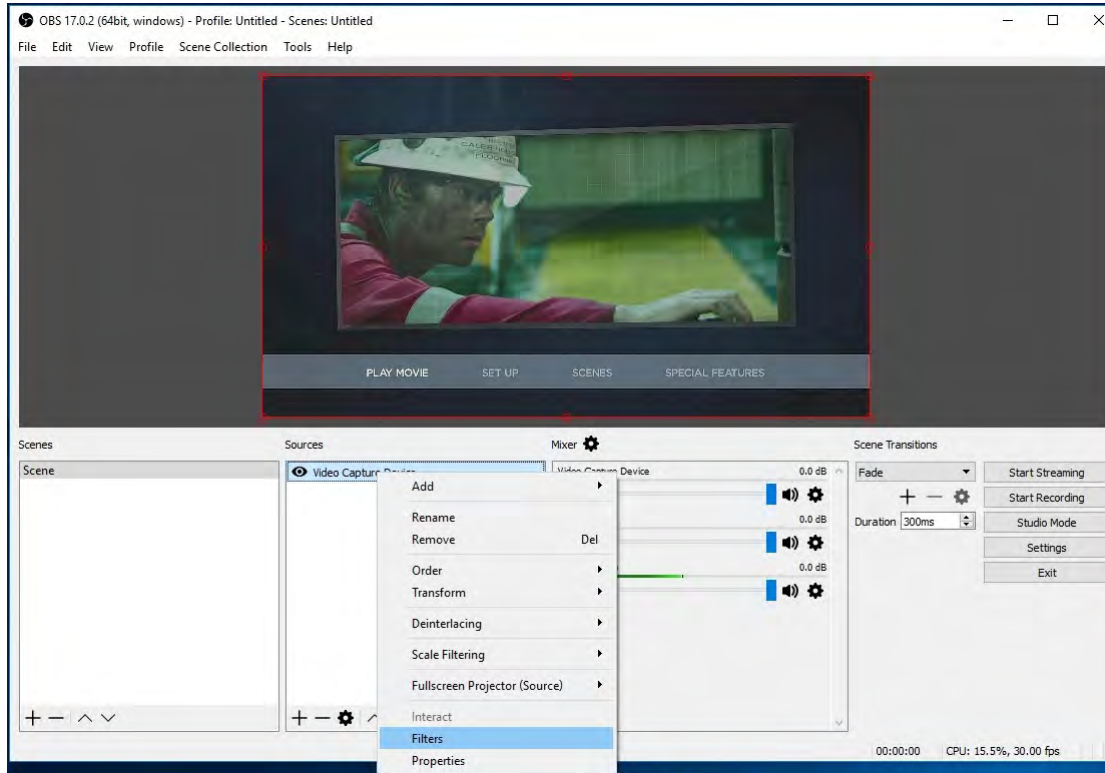 OBS 17.0.2 (64bit, windows) - Profile: Untitled - Scenes: Untitled
File Edit View Profile Scene Collection Tools Help
CALEB HOL
PLAY MOVIE SET UP SCENES SPECIAL FEATURES
Scenes
Scene
Sources
Video Capture Device
Add
Rename
Remove Del
Order
Transform
Deinterlacing
Scale Filtering
Fullscreen Projector (Source)
Interact
Filters
Properties
Mixer
Video Capture Device 0.0 dB
0.0 dB
0.0 dB
Scene Transitions
Fade
Duration 300ms
Start Streaming
Start Recording
Studio Mode
Settings
Exit
00:00:00 CPU: 15.5%, 30.00 fps